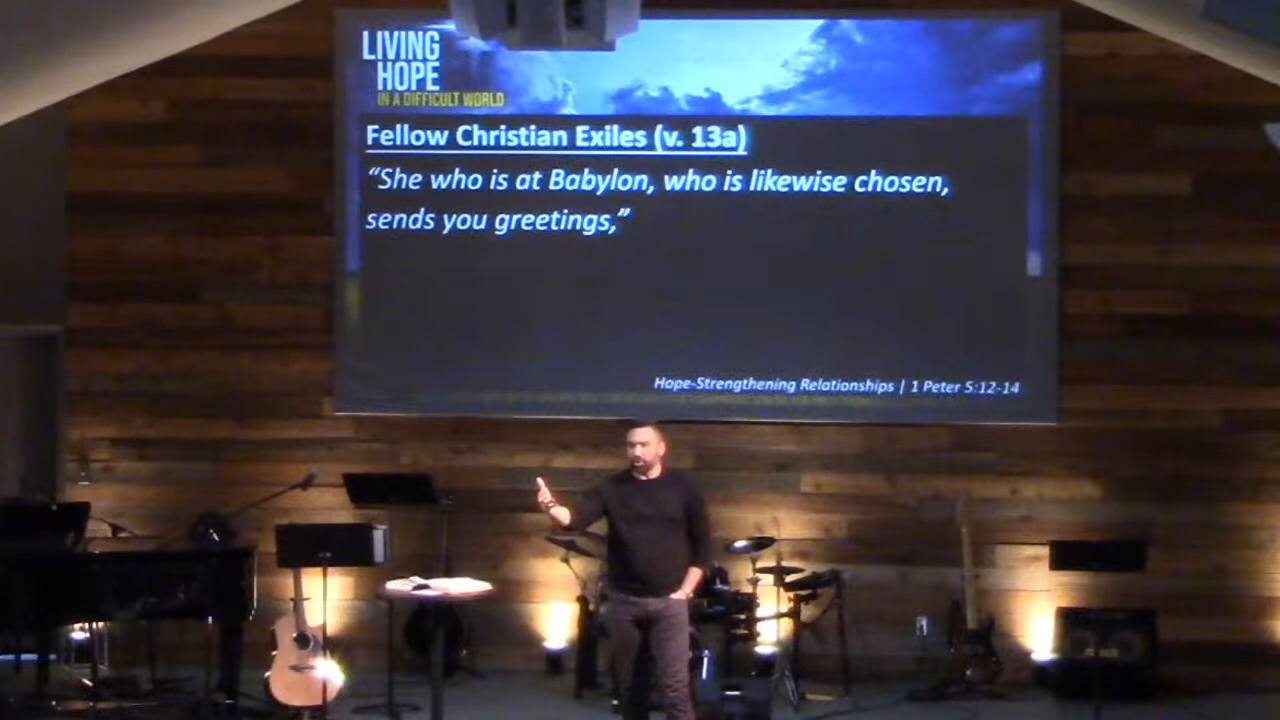 LIVING
HOPE
IN A DIFFICULT WORLD
Fellow Christian Exiles (v. 13a)
“She who is at Babylon, who is likewise chosen,
sends you greetings,”
Hope-Strengthening Relationships | 1 Peter 5:12-14